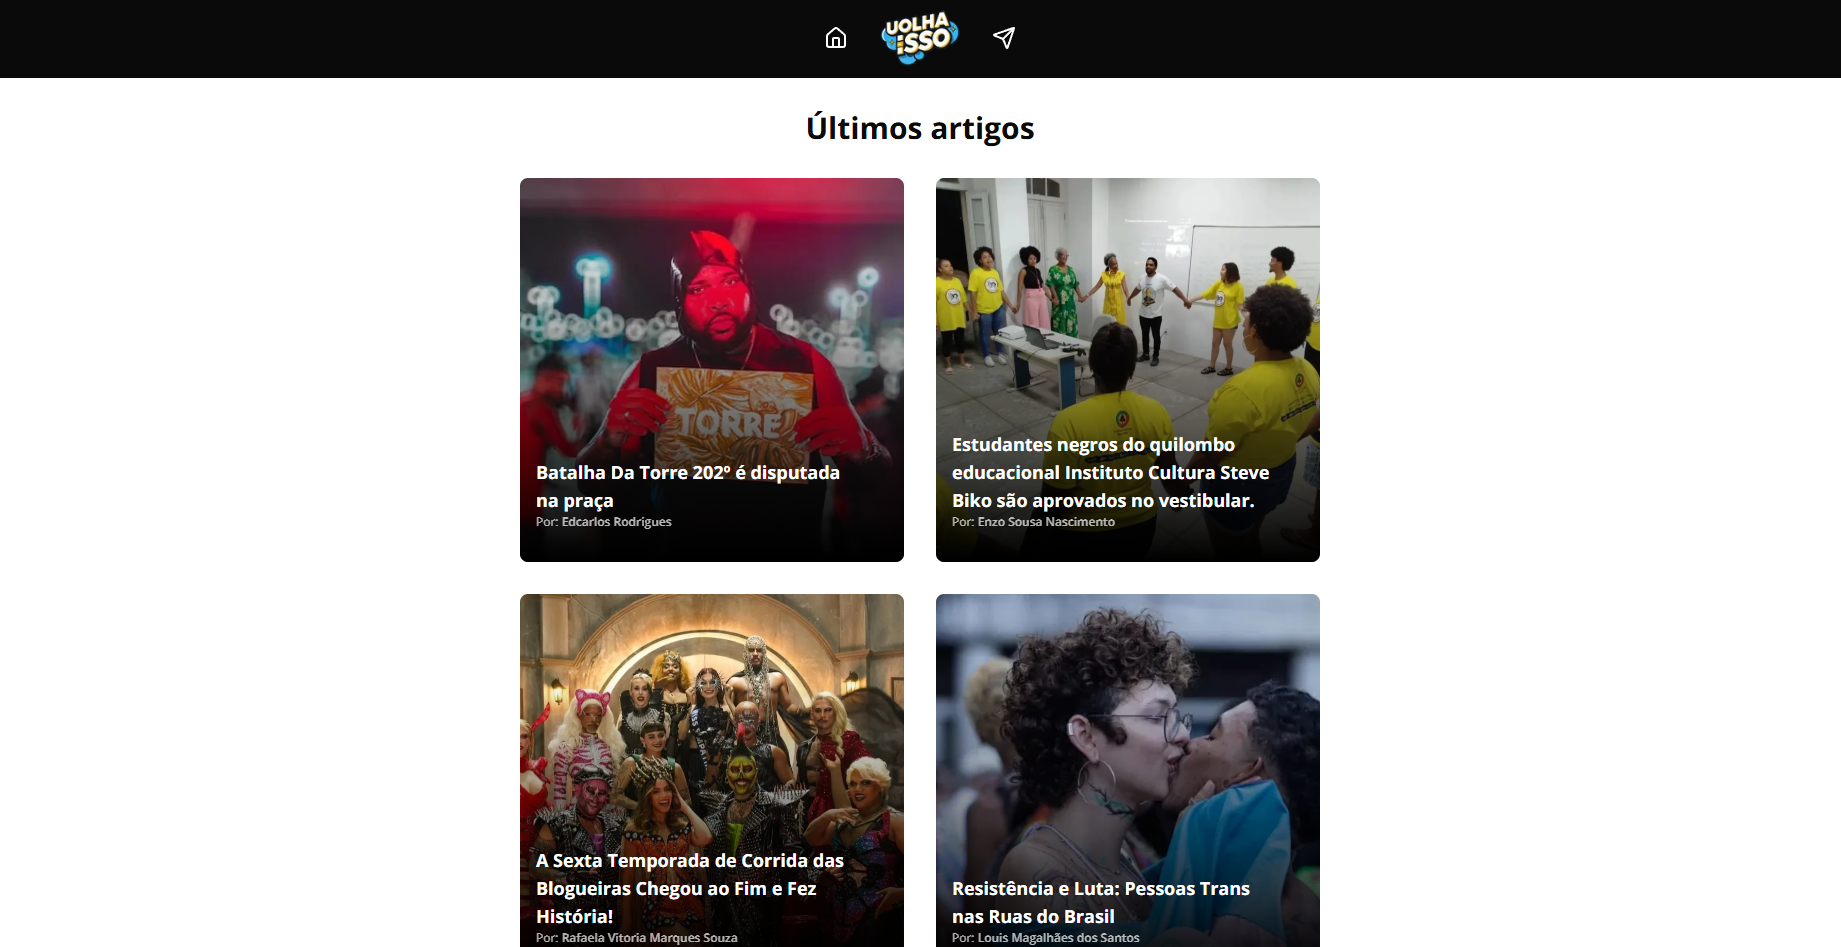 UOLHA
ISSO
Últimos artigos
TORRE
Batalha Da Torre 202º é disputada
na praça
Por: Edcarlos Rodrigues
Estudantes negros do quilombo
educacional Instituto Cultura Steve
Biko são aprovados no vestibular.
Por: Enzo Sousa Nascimento
A Sexta Temporada de Corrida das
Blogueiras Chegou ao Fim e Fez
História!
Por: Rafaela Vitoria Marques Souza
Resistência e Luta: Pessoas Trans
nas Ruas do Brasil
Por: Louis Magalhães dos Santos